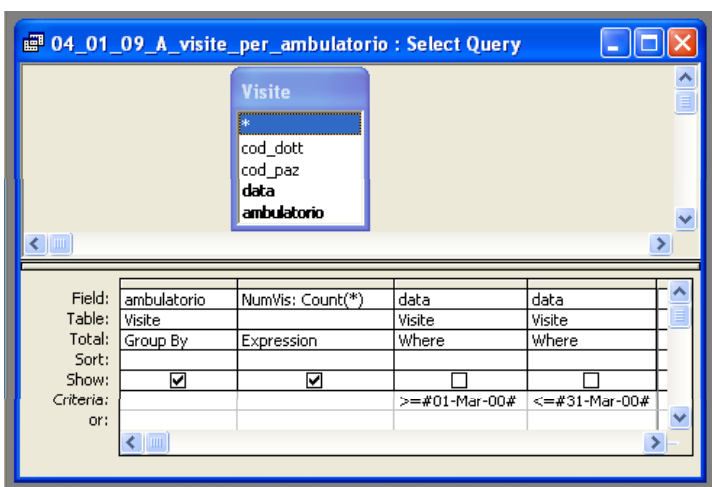 04_01_09_A_visite_per_ambulatorio : Select Query
Visite
*
cod_dott
cod_paz
data
ambulatorio
Field: ambulatorio NumVis: Count(*) data data
Table: Visite Visite Visite
Total: Group By Expression Where Where
Sort:
Show:
Criteria: >=#01-Mar-00# <=#31-Mar-00#
or: